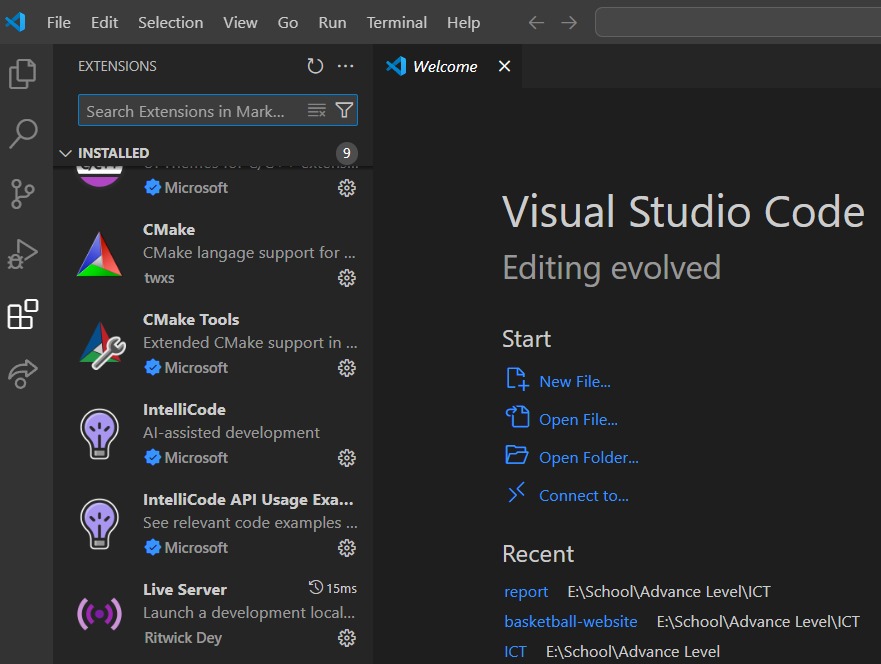 File Edit Selection View Go Run Terminal Help
EXTENSIONS
Welcome
Search Extensions in Mark...
INSTALLED 9
Microsoft
CMake
CMake langage support for ...
twxs
CMake Tools
Extended CMake support in ...
Microsoft
IntelliCode
AI-assisted development
Microsoft
IntelliCode API Usage Exa...
See relevant code examples ...
Microsoft
Live Server 15ms
Launch a development local...
Ritwick Dey
Visual Studio Code
Editing evolved
Start
New File...
Open File...
Open Folder...
Connect to...
Recent
report E:\School\Advance Level\ICT
basketball-website E:\School\Advance Level\ICT
ICT E:\School\Advance Level